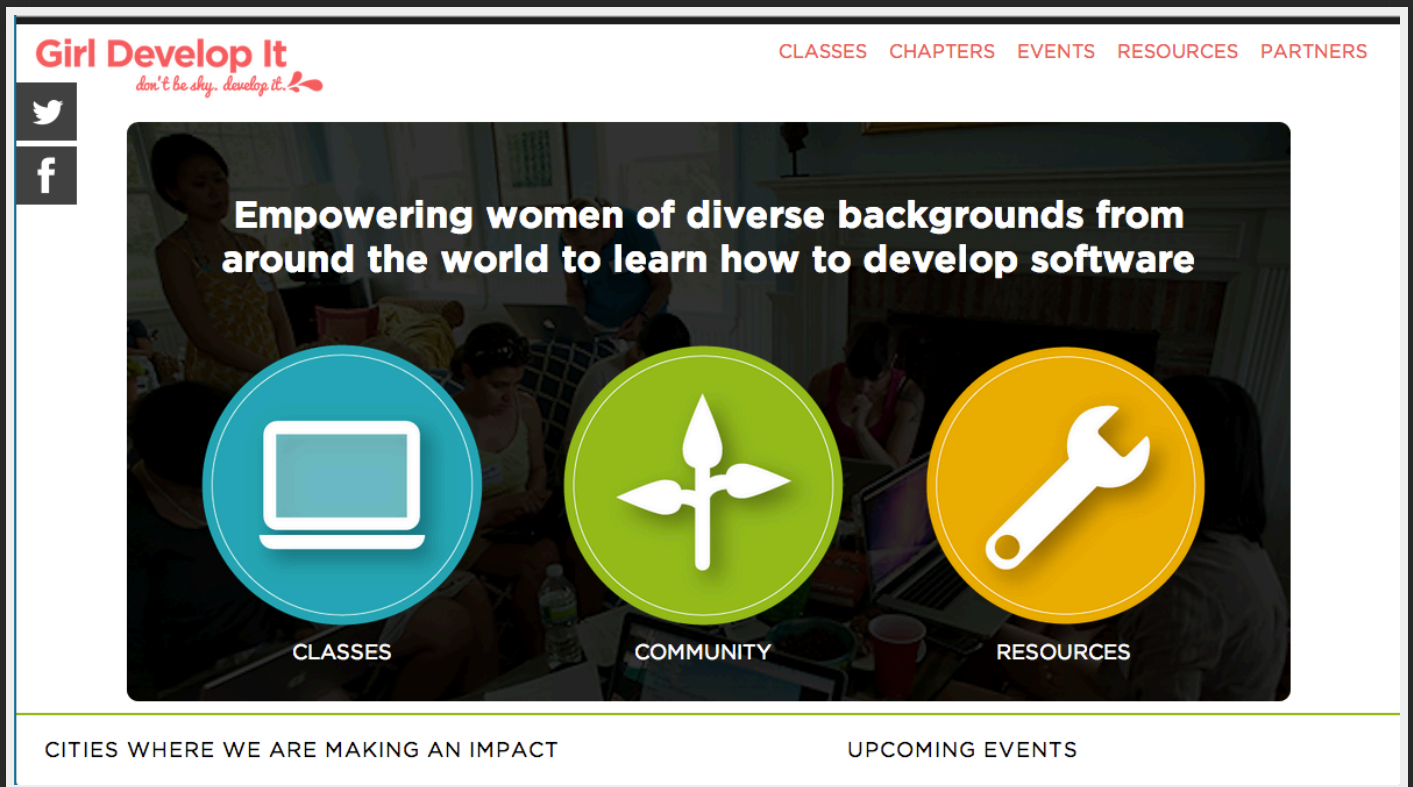 Girl Develop It
don't be shy. develop it.
CLASSES CHAPTERS EVENTS RESOURCES PARTNERS
Empowering women of diverse backgrounds from
around the world to learn how to develop software
CLASSES COMMUNITY RESOURCES
CITIES WHERE WE ARE MAKING AN IMPACT UPCOMING EVENTS